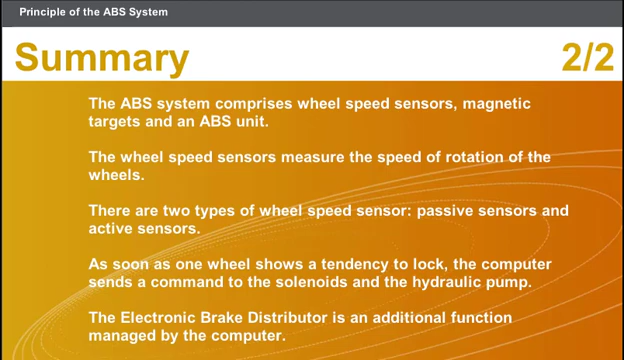 Principle of the ABS System
Summary 2/2
The ABS system comprises wheel speed sensors, magnetic
targets and an ABS unit.
The wheel speed sensors measure the speed of rotation of the
wheels.
There are two types of wheel speed sensor: passive sensors and
active sensors.
As soon as one wheel shows a tendency to lock, the computer
sends a command to the solenoids and the hydraulic pump.
The Electronic Brake Distributor is an additional function
managed by the computer.